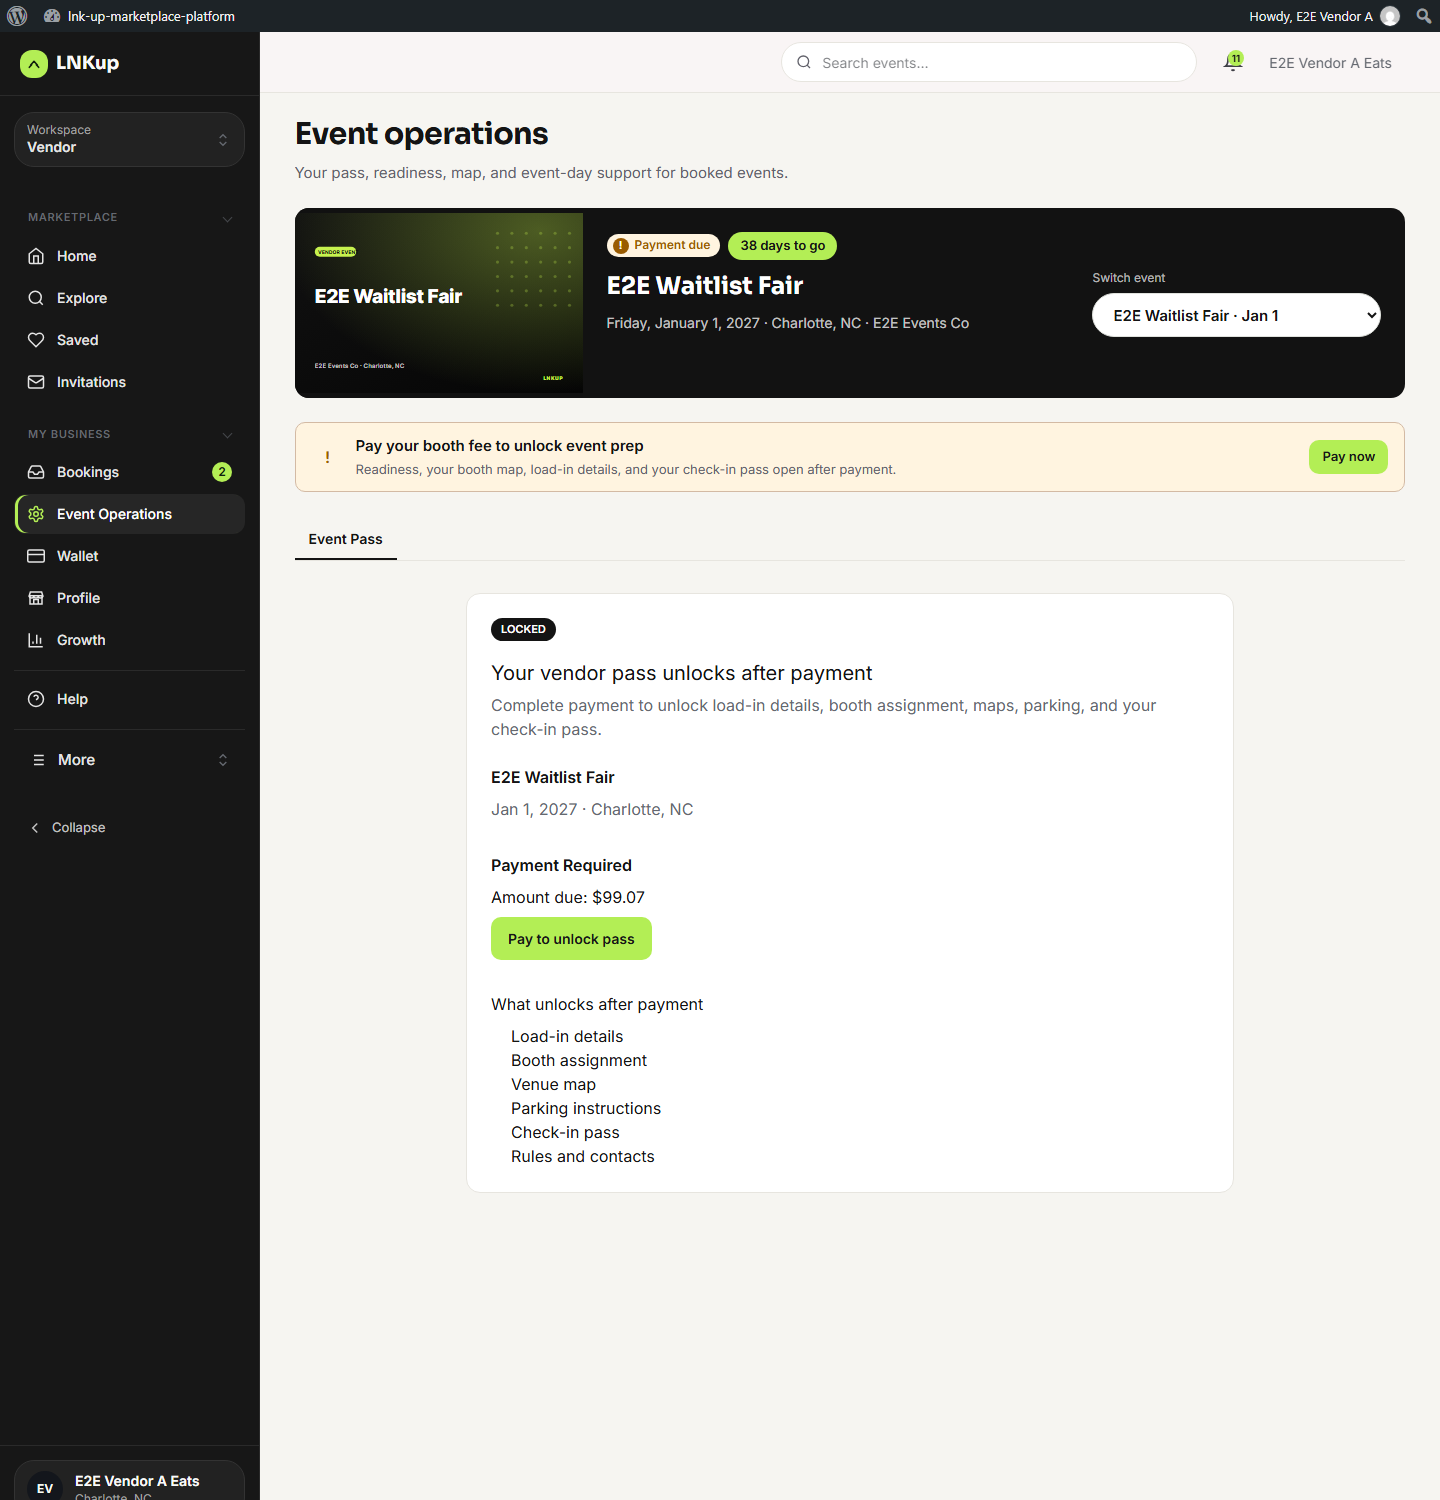 lnk-up-marketplace-platform
Howdy, E2E Vendor A
LNKup
Search events...
11
E2E Vendor A Eats
Workspace
Vendor
MARKETPLACE
Home
Explore
Saved
Invitations
MY BUSINESS
Bookings
2
Event Operations
Wallet
Profile
Growth
Help
More
Collapse
EV
E2E Vendor A Eats
Charlotte, NC
Event operations
Your pass, readiness, map, and event-day support for booked events.
VENDOR EVEN
E2E Waitlist Fair
E2E Events Co · Charlotte, NC
LNKUP
! Payment due
38 days to go
E2E Waitlist Fair
Friday, January 1, 2027 · Charlotte, NC · E2E Events Co
Switch event
E2E Waitlist Fair · Jan 1
!
Pay your booth fee to unlock event prep
Readiness, your booth map, load-in details, and your check-in pass open after payment.
Pay now
Event Pass
LOCKED
Your vendor pass unlocks after payment
Complete payment to unlock load-in details, booth assignment, maps, parking, and your
check-in pass.
E2E Waitlist Fair
Jan 1, 2027 · Charlotte, NC
Payment Required
Amount due: $99.07
Pay to unlock pass
What unlocks after payment
Load-in details
Booth assignment
Venue map
Parking instructions
Check-in pass
Rules and contacts